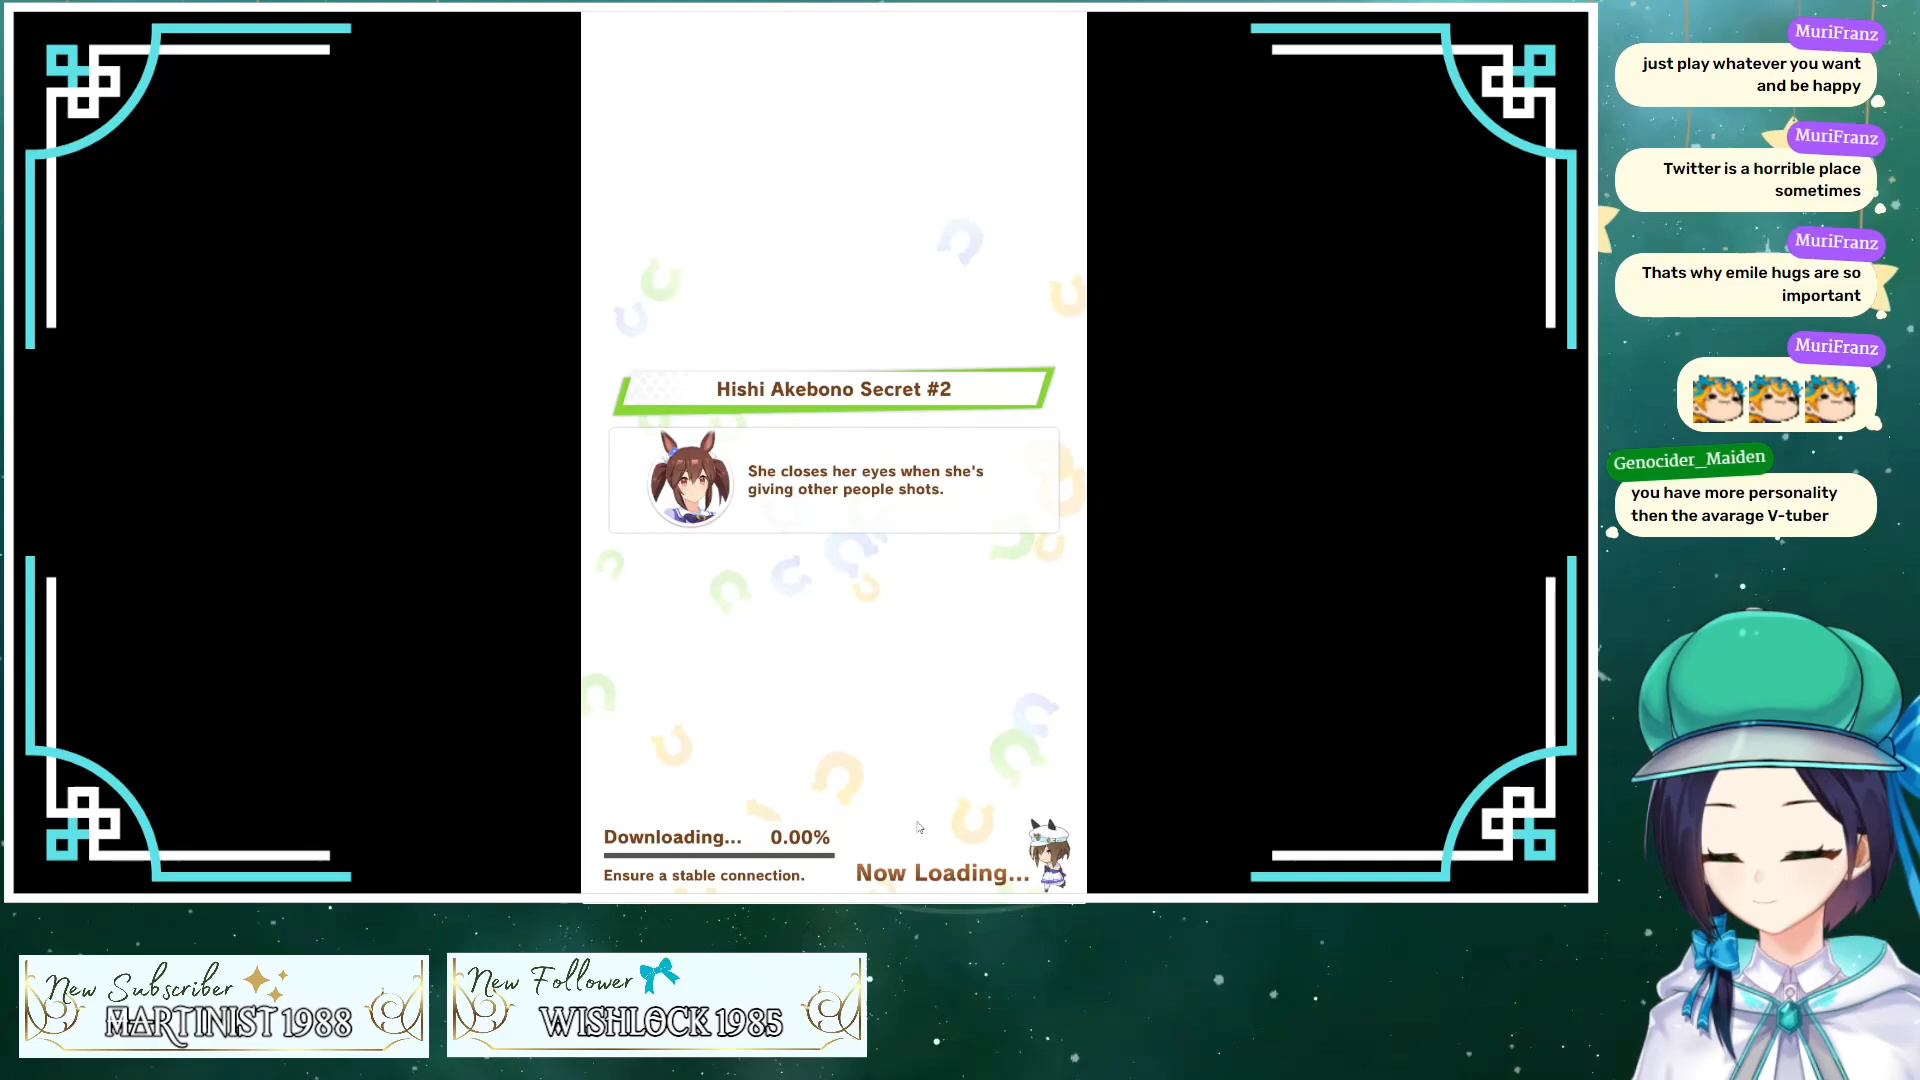 MuriFranz
just play whatever you want
and be happy
MuriFranz
Twitter is a horrible place
sometimes
MuriFranz
Thats why emile hugs are so
important
MuriFranz
Genocider_Maiden
you have more personality
then the avarage V-tuber
Hishi Akebono Secret #2
She closes her eyes when she's
giving other people shots.
Downloading... 0.00%
Ensure a stable connection.
Now Loading...
New Subscriber
MARTINIST1988
New Follower
WISHLOCK1985